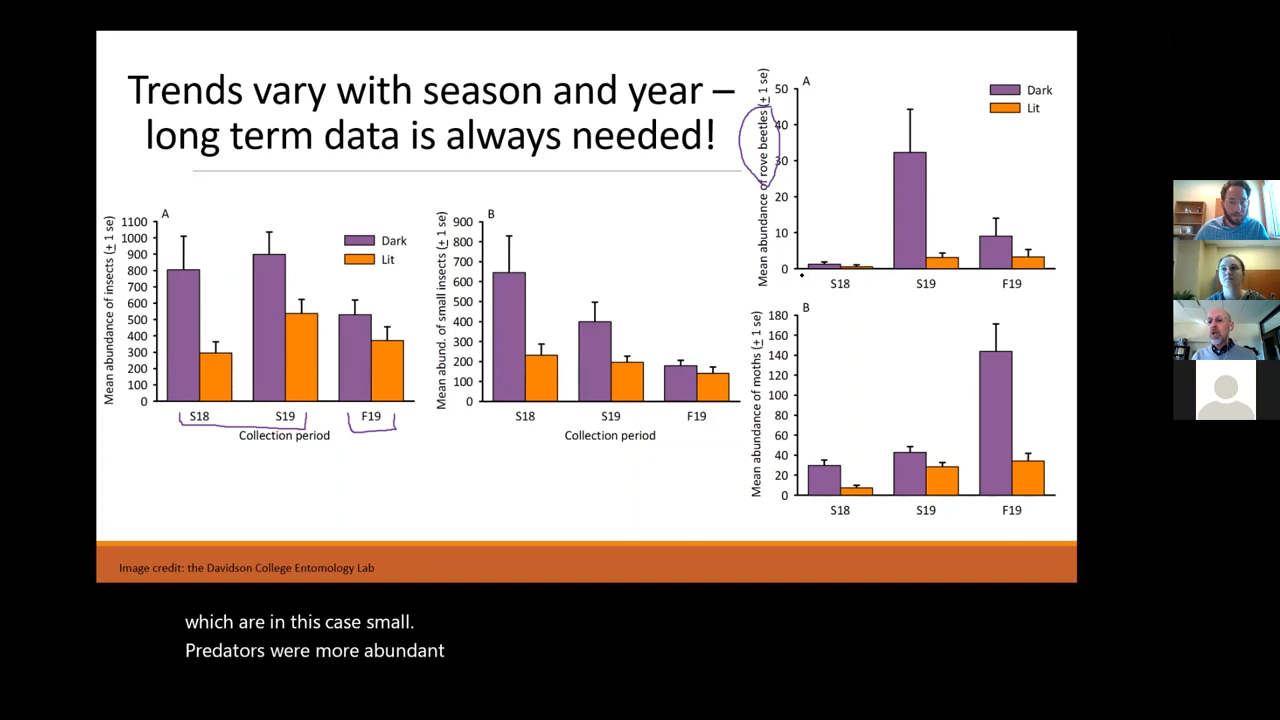 Trends vary with season and year –
long term data is always needed!
A
Mean abundance of insects (± 1 se)
1100
1000
900
800
700
600
500
400
300
200
100
0
Dark
Lit
S18
S19
F19
Collection period
B
Mean abund. of small insects (± 1 se)
900
800
700
600
500
400
300
200
100
0
S18
S19
F19
Collection period
A
Mean abundance of rove beetles (± 1 se)
50
40
30
20
10
0
Dark
Lit
S18
S19
F19
B
Mean abundance of moths (± 1 se)
180
160
140
120
100
80
60
40
20
0
S18
S19
F19
Image credit: the Davidson College Entomology Lab
which are in this case small.
Predators were more abundant